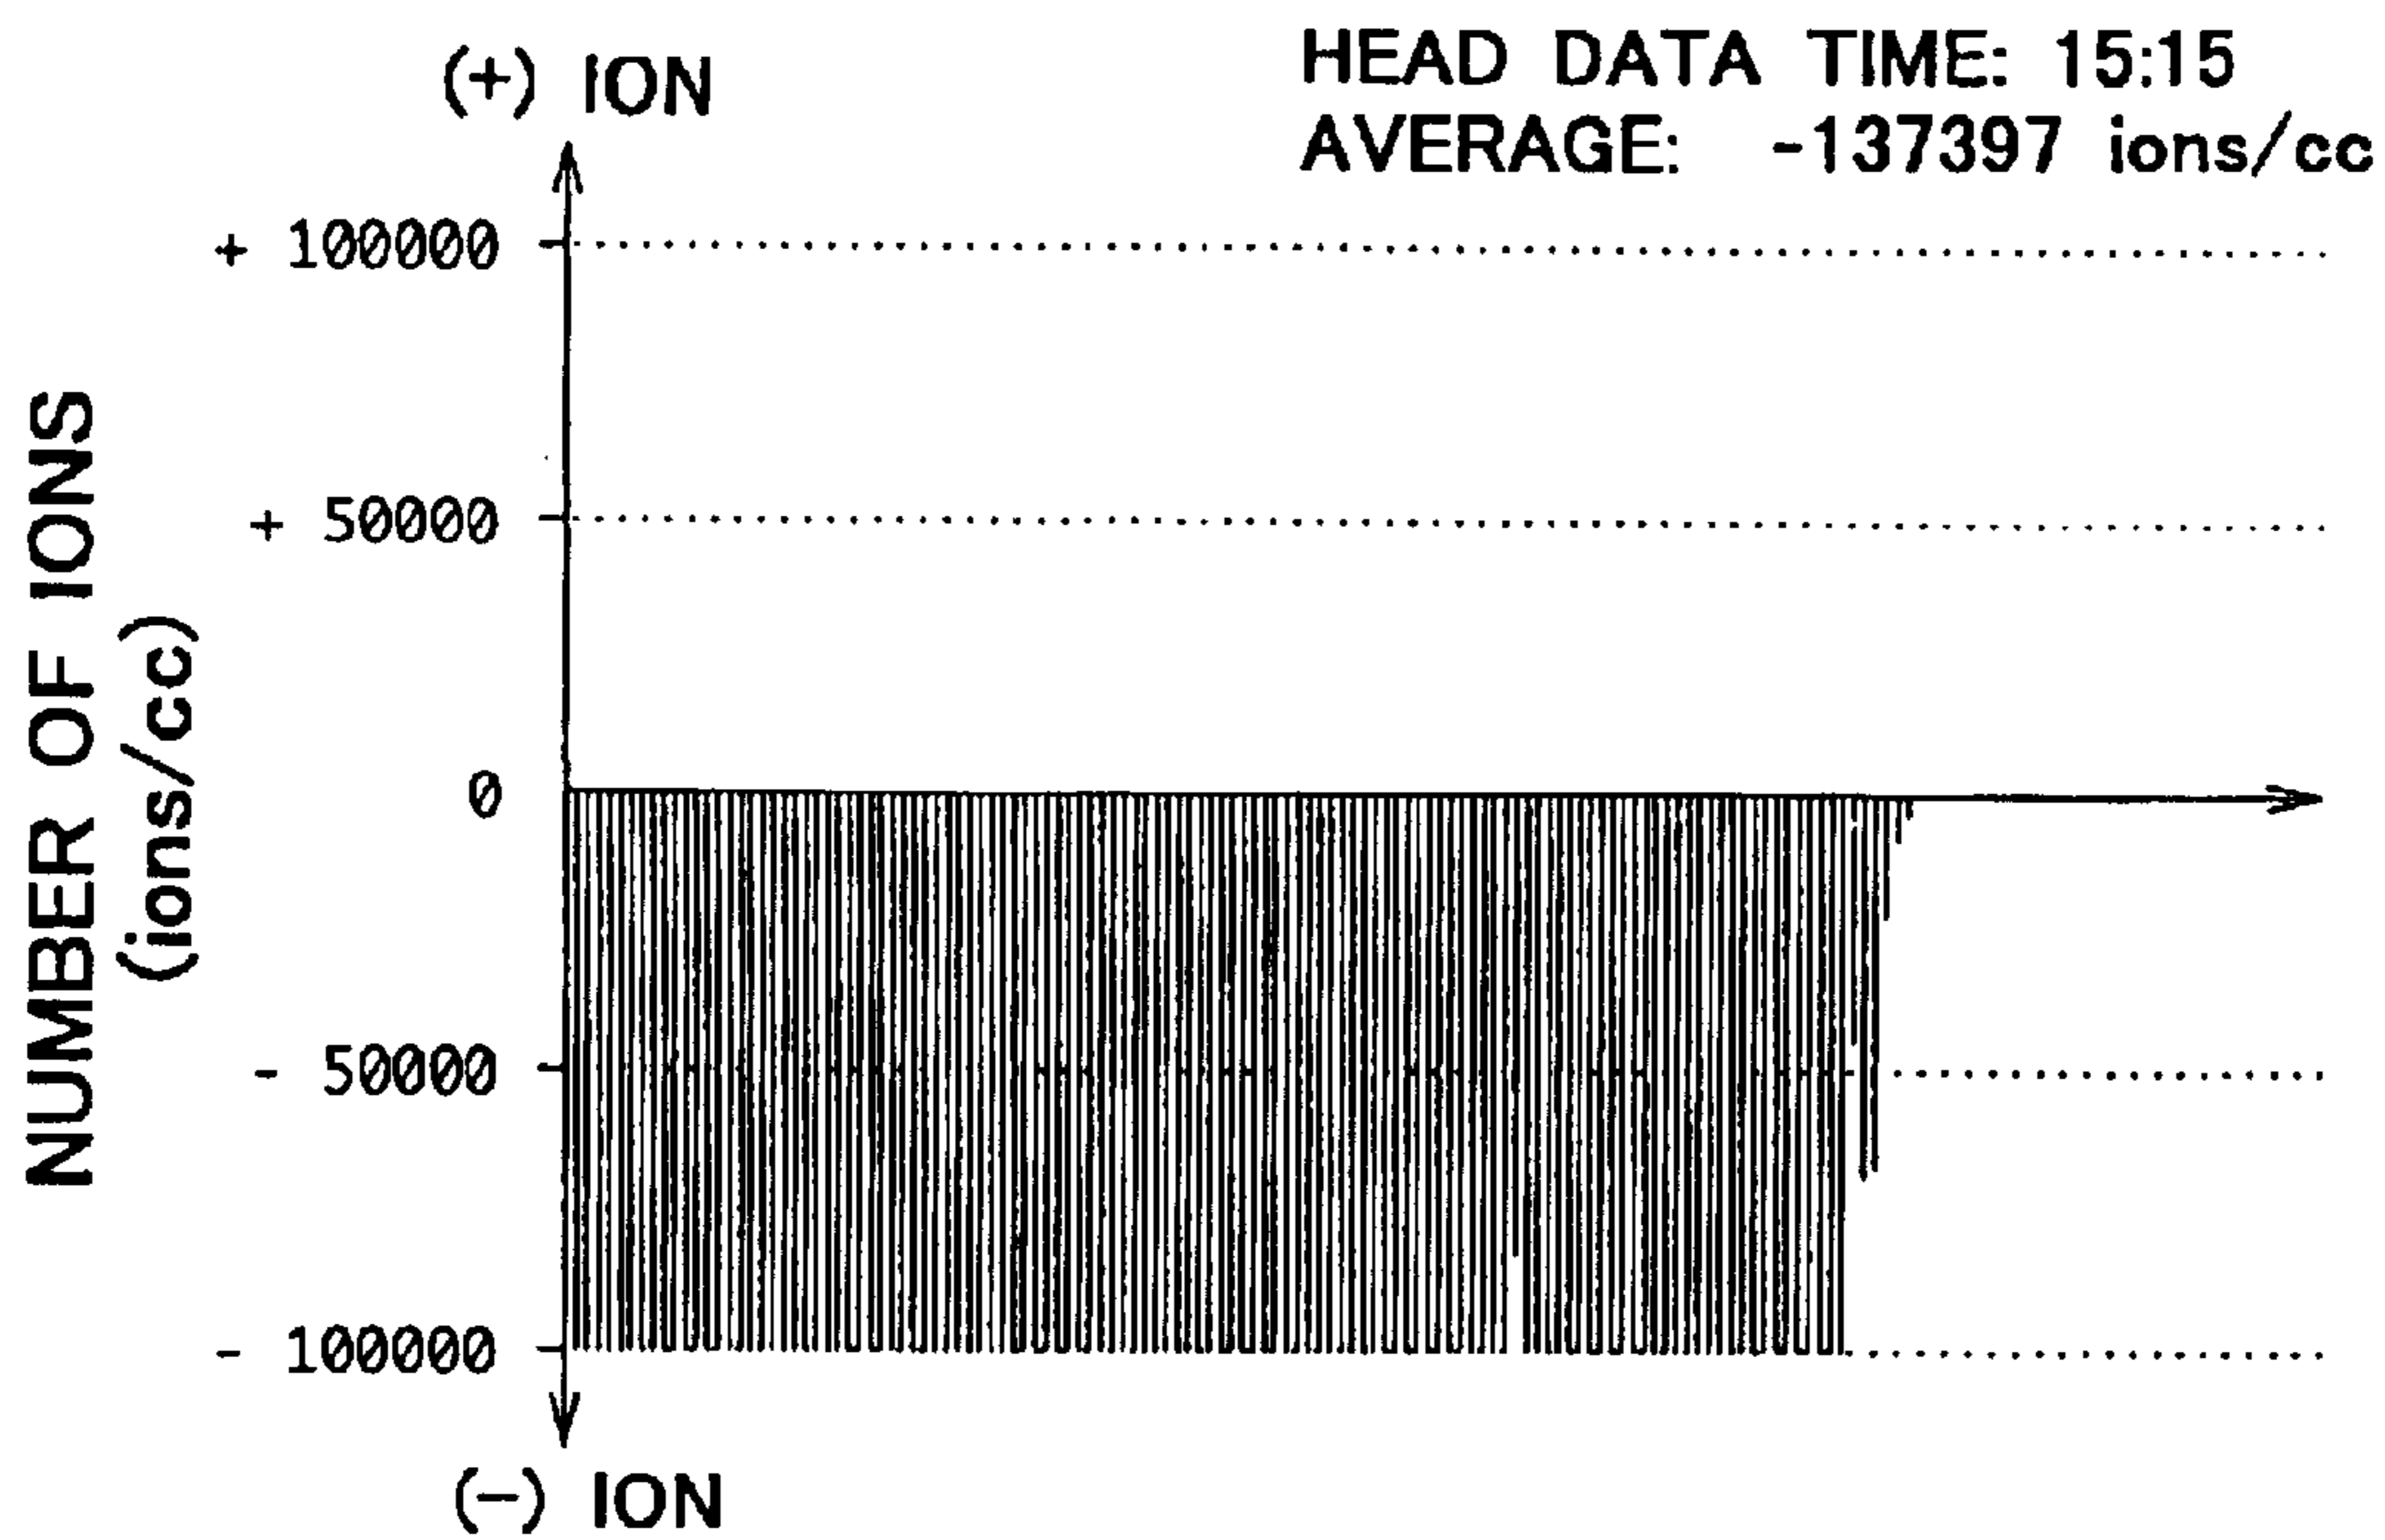 (+) ION
HEAD DATA TIME: 15:15
AVERAGE: -137397 ions/cc
+ 100000
+ 50000
0
- 50000
- 100000
NUMBER OF IONS
(ions/cc)
(−) ION